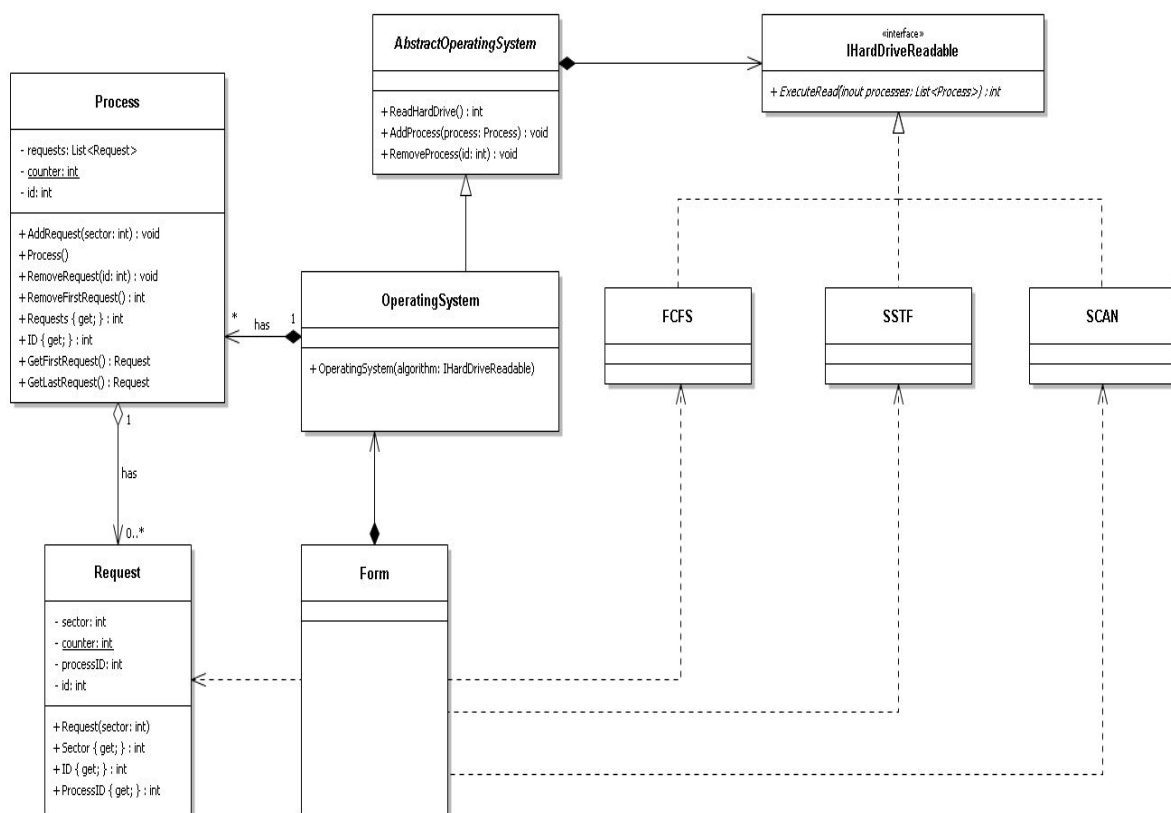 AbstractOperatingSystem
+ ReadHardDrive() : int
+ AddProcess(process: Process) : void
+ RemoveProcess(id: int) : void
«interface»
IHardDriveReadable
+ ExecuteRead(inout processes: List<Process>) : int
Process
- requests: List<Request>
- counter: int
- id: int
+ AddRequest(sector: int) : void
+ Process()
+ RemoveRequest(id: int) : void
+ RemoveFirstRequest() : int
+ Requests { get; } : int
+ ID { get; } : int
+ GetFirstRequest() : Request
+ GetLastRequest() : Request
* has 1
OperatingSystem
+ OperatingSystem(algorithm: IHardDriveReadable)
FCFS
SSTF
SCAN
1
has
0..*
Request
- sector: int
- counter: int
- processID: int
- id: int
+ Request(sector: int)
+ Sector { get; } : int
+ ID { get; } : int
+ ProcessID { get; } : int
Form